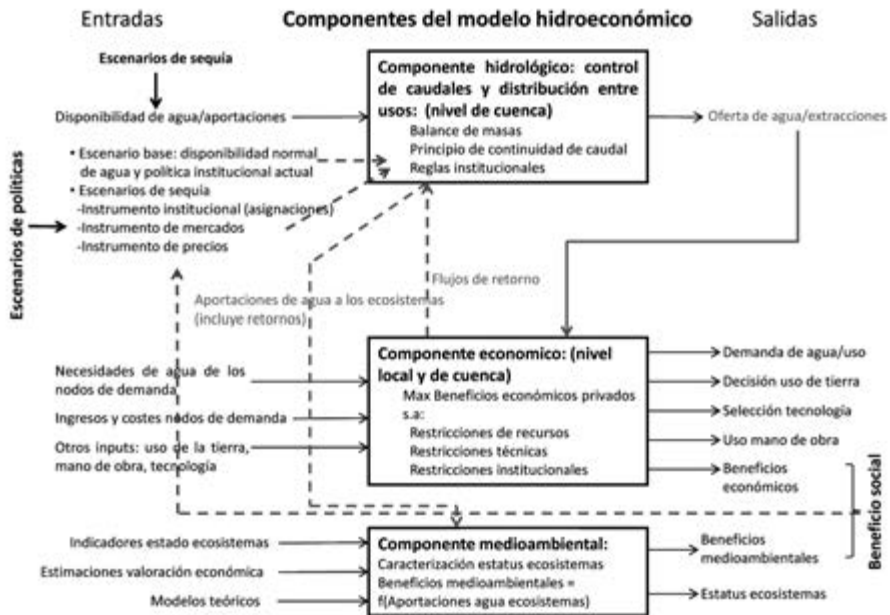 Entradas
Componentes del modelo hidroeconómico
Salidas
Escenarios de sequía
Disponibilidad de agua/aportaciones
• Escenario base: disponibilidad normal
de agua y política institucional actual
• Escenarios de sequía
-Instrumento institucional (asignaciones)
-Instrumento de mercados
-Instrumento de precios
Escenarios de políticas
Componente hidrológico: control
de caudales y distribución entre
usos: (nivel de cuenca)
Balance de masas
Principio de continuidad de caudal
Reglas institucionales
Oferta de agua/extracciones
Aportaciones de agua a los ecosistemas
(incluye retornos)
Flujos de retorno
Necesidades de agua de los
nodos de demanda
Ingresos y costes nodos de demanda
Otros inputs: uso de la tierra,
mano de obra, tecnología
Componente economico: (nivel
local y de cuenca)
Max Beneficios económicos privados
s.a:
Restricciones de recursos
Restricciones técnicas
Restricciones institucionales
Demanda de agua/uso
Decisión uso de tierra
Selección tecnología
Uso mano de obra
Beneficios
económicos
Beneficio social
Indicadores estado ecosistemas
Estimaciones valoración económica
Modelos teóricos
Componente medioambiental:
Caracterización estatus ecosistemas
Beneficios medioambientales =
f(Aportaciones agua ecosistemas)
Beneficios
medioambientales
Estatus ecosistemas